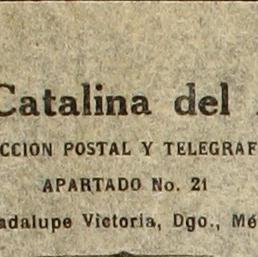 Catalina del
CCION POSTAL Y TELEGRAF
APARTADO No. 21
adalupe Victoria, Dgo., Mé